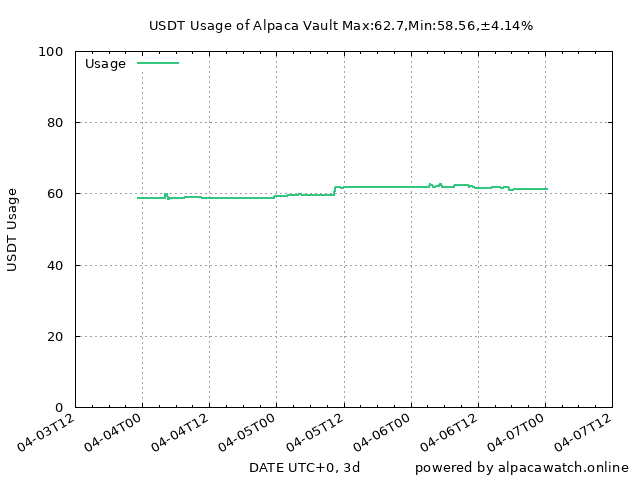 USDT Usage of Alpaca Vault Max:62.7,Min:58.56,±4.14%
Usage
100
80
60
40
20
0
USDT Usage
04-03T12
04-04T00
04-04T12
04-05T00
04-05T12
04-06T00
04-06T12
04-07T00
04-07T12
DATE UTC+0, 3d
powered by alpacawatch.online